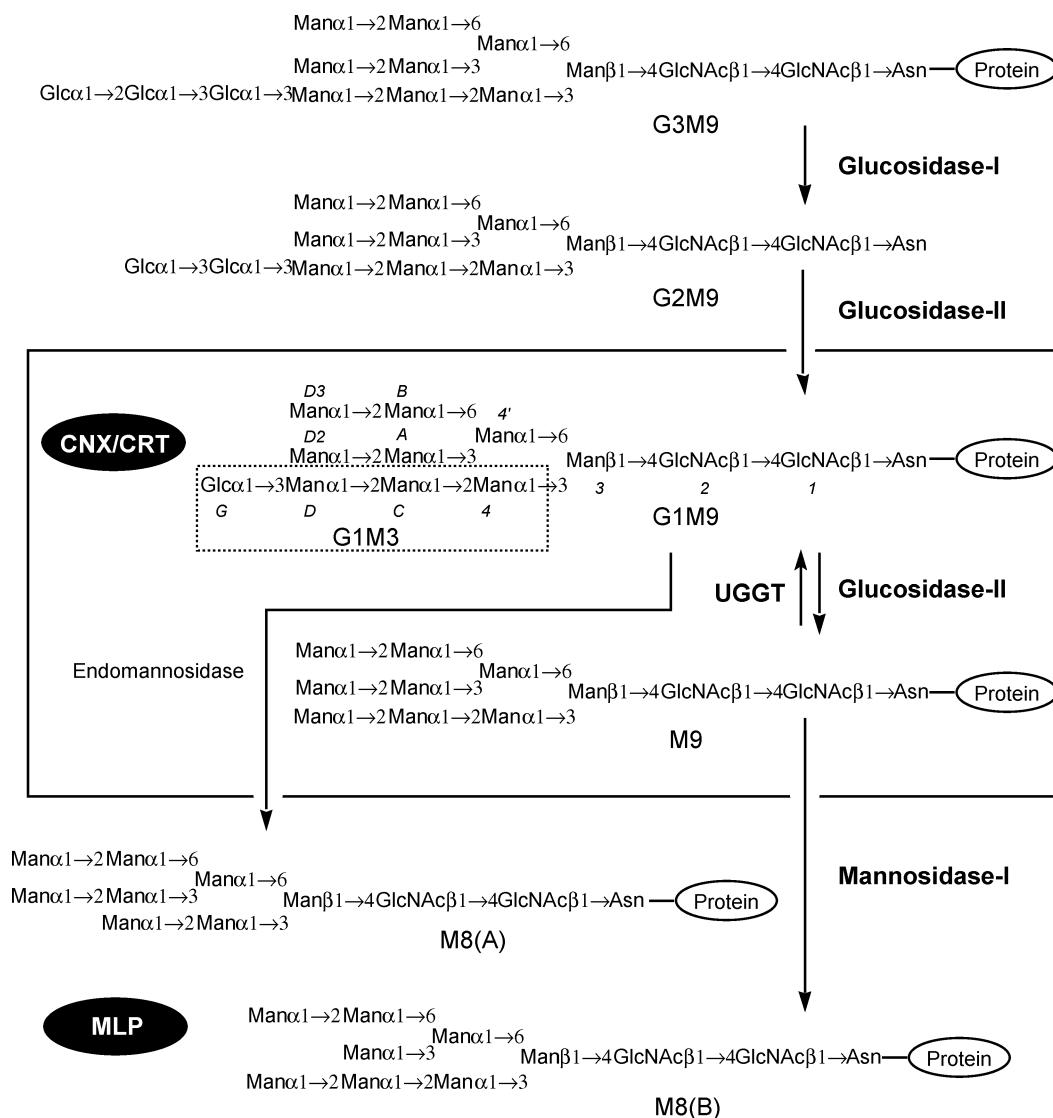 Manα1→2Manα1→6
Manα1→6
Manα1→2Manα1→3
Manβ1→4GlcNAcβ1→4GlcNAcβ1→Asn
Protein
Glcα1→2Glcα1→3Glcα1→3Manα1→2Manα1→2Manα1→3
G3M9
Glucosidase-I
Manα1→2Manα1→6
Manα1→6
Manα1→2Manα1→3
Manβ1→4GlcNAcβ1→4GlcNAcβ1→Asn
Glcα1→3Glcα1→3Manα1→2Manα1→2Manα1→3
G2M9
Glucosidase-II
CNX/CRT
D3 B
Manα1→2Manα1→6 4'
Manα1→6
D2 A
Manα1→2Manα1→3
Manβ1→4GlcNAcβ1→4GlcNAcβ1→Asn
Protein
Glcα1→3Manα1→2Manα1→2Manα1→3
3 2 1
G D C 4
G1M3
G1M9
UGGT
Glucosidase-II
Endomannosidase
Manα1→2Manα1→6
Manα1→6
Manα1→2Manα1→3
Manβ1→4GlcNAcβ1→4GlcNAcβ1→Asn
Protein
Manα1→2Manα1→2Manα1→3
M9
Mannosidase-I
Manα1→2Manα1→6
Manα1→6
Manα1→2Manα1→3
Manβ1→4GlcNAcβ1→4GlcNAcβ1→Asn
Protein
Manα1→2Manα1→3
M8(A)
MLP
Manα1→2Manα1→6
Manα1→6
Manα1→3
Manβ1→4GlcNAcβ1→4GlcNAcβ1→Asn
Protein
Manα1→2Manα1→2Manα1→3
M8(B)